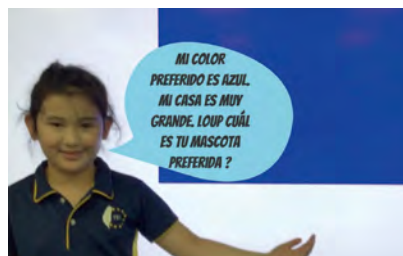 MI COLOR
PREFERIDO ES AZUL.
MI CASA ES MUY
GRANDE. LOUP CUÁL
ES TU MASCOTA
PREFERIDA ?